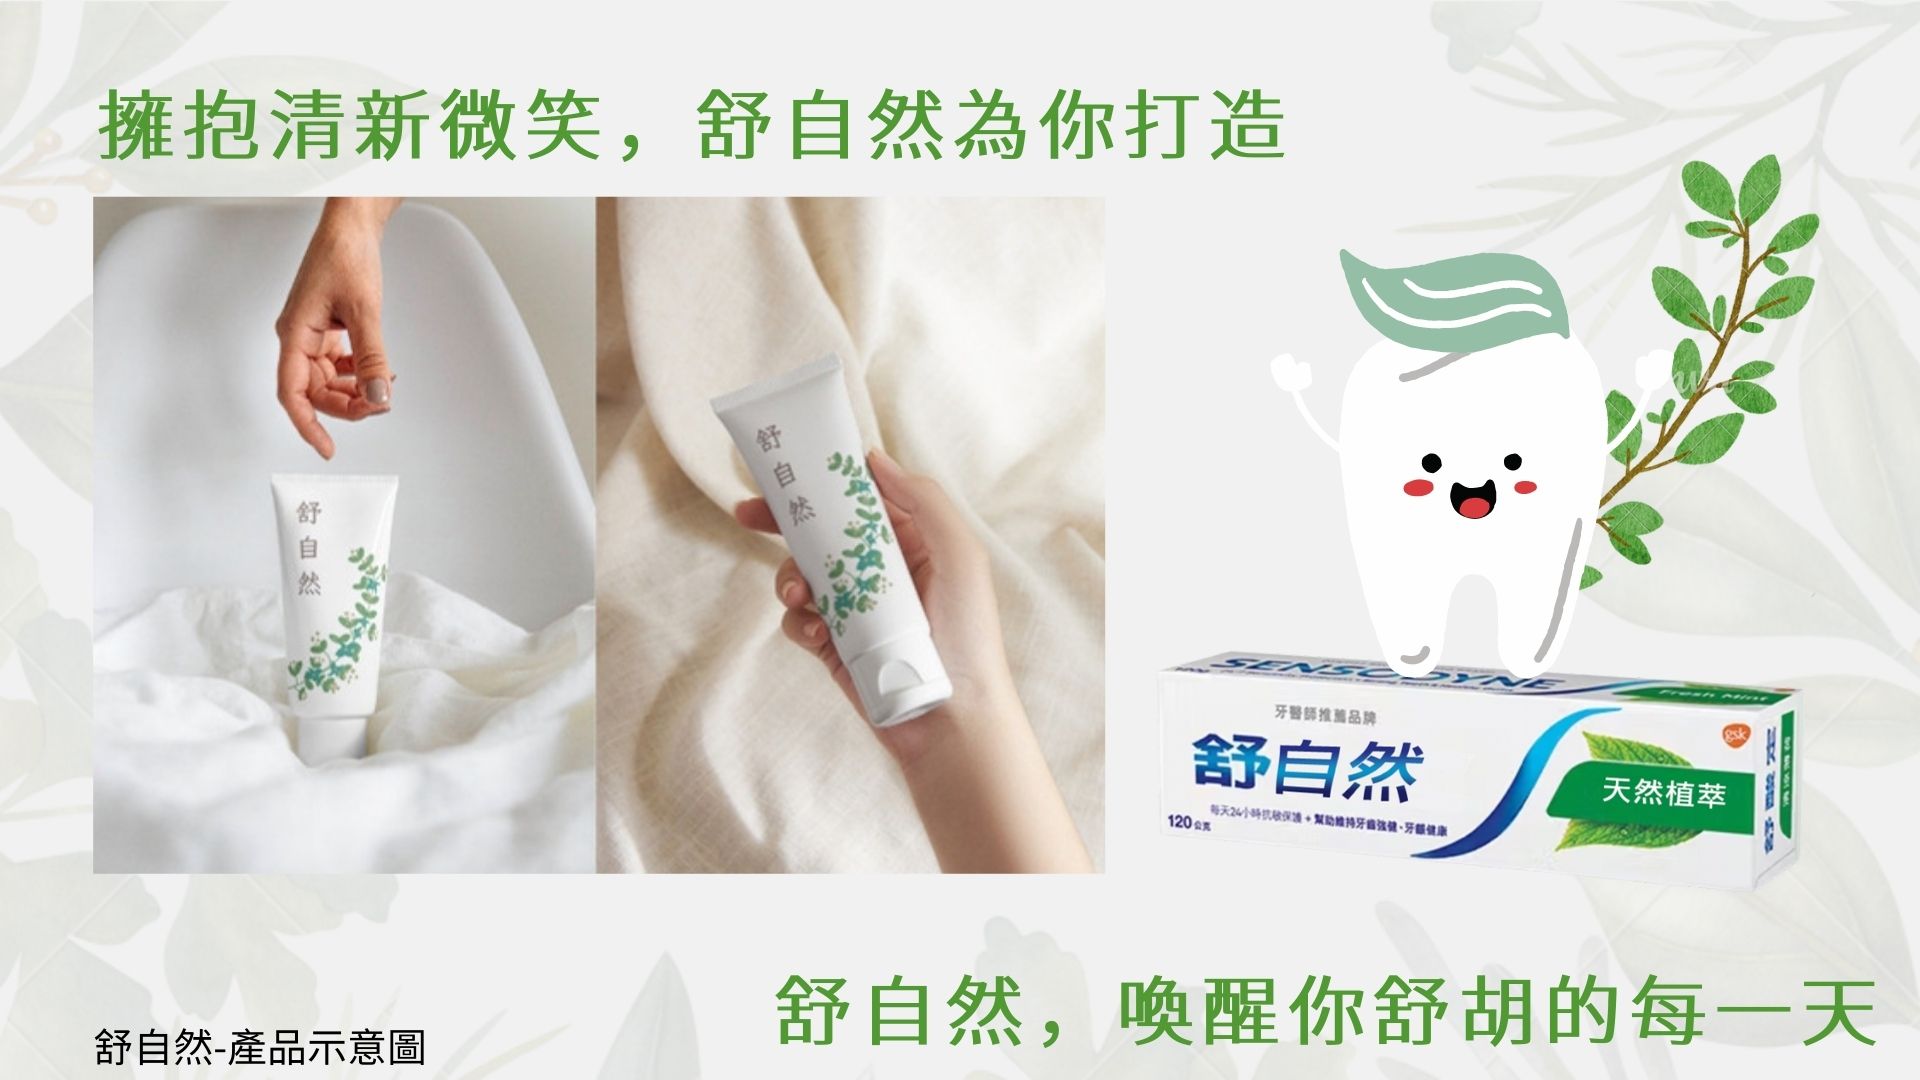 擁抱清新微笑，舒自然為你打造
舒
自
然
舒
自
然
SENSODYNE
Fresh Mint
牙醫師推薦品牌
舒自然
gsk
天然植萃
每天24小時抗敏保護 + 幫助維持牙齒強健、牙齦健康
120公克
舒自然，喚醒你舒胡的每一天
舒自然-產品示意圖